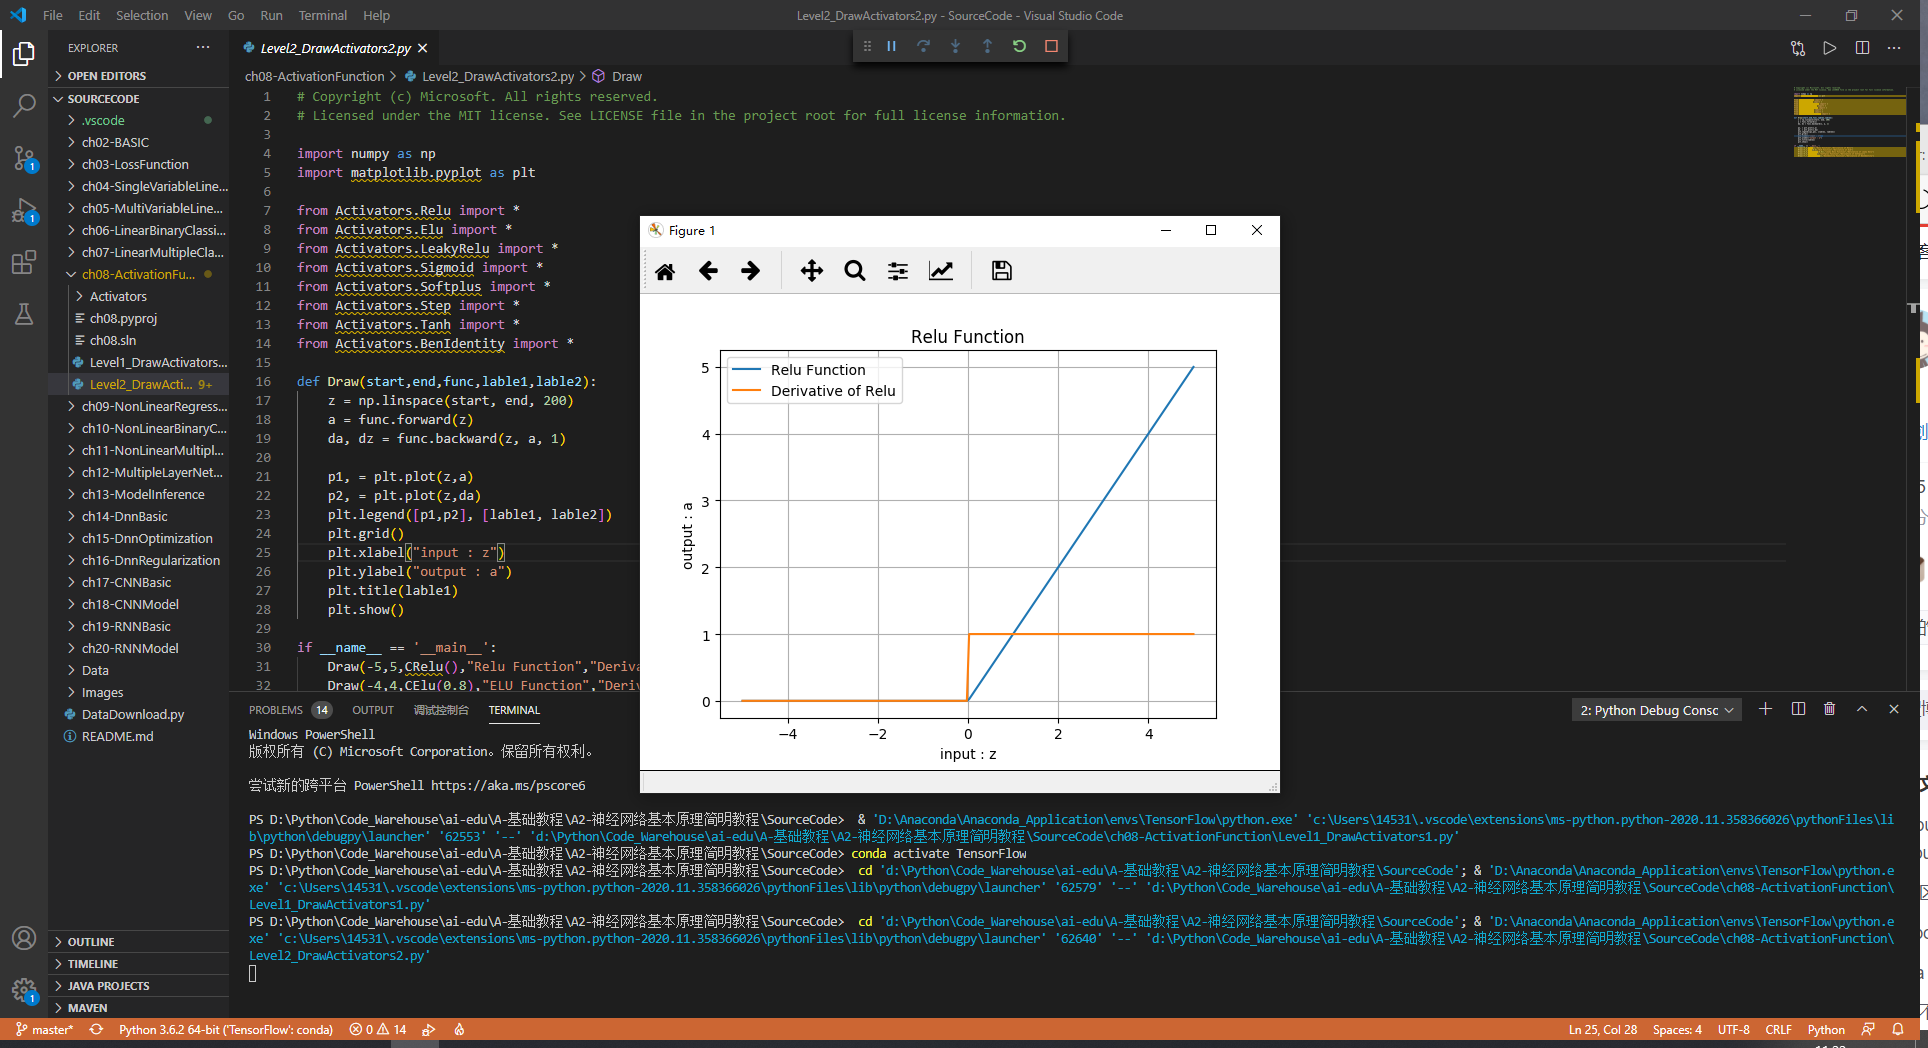 File Edit Selection View Go Run Terminal Help
Level2_DrawActivators2.py - SourceCode - Visual Studio Code
EXPLORER
OPEN EDITORS
SOURCECODE
.vscode
ch02-BASIC
ch03-LossFunction
ch04-SingleVariableLine...
ch05-MultiVariableLine...
ch06-LinearBinaryClassi...
ch07-LinearMultipleCla...
ch08-ActivationFu...
Activators
ch08.pyproj
ch08.sln
Level1_DrawActivators...
Level2_DrawActi... 9+
ch09-NonLinearRegress...
ch10-NonLinearBinaryC...
ch11-NonLinearMultipl...
ch12-MultipleLayerNet...
ch13-ModelInference
ch14-DnnBasic
ch15-DnnOptimization
ch16-DnnRegularization
ch17-CNNBasic
ch18-CNNModel
ch19-RNNBasic
ch20-RNNModel
Data
Images
DataDownload.py
README.md
OUTLINE
TIMELINE
JAVA PROJECTS
MAVEN
Level2_DrawActivators2.py
ch08-ActivationFunction > Level2_DrawActivators2.py > Draw
1 # Copyright (c) Microsoft. All rights reserved.
2 # Licensed under the MIT license. See LICENSE file in the project root for full license information.
3
4 import numpy as np
5 import matplotlib.pyplot as plt
6
7 from Activators.Relu import *
8 from Activators.Elu import *
9 from Activators.LeakyRelu import *
10 from Activators.Sigmoid import *
11 from Activators.Softplus import *
12 from Activators.Step import *
13 from Activators.Tanh import *
14 from Activators.BenIdentity import *
15
16 def Draw(start,end,func,lable1,lable2):
17 z = np.linspace(start, end, 200)
18 a = func.forward(z)
19 da, dz = func.backward(z, a, 1)
20
21 p1, = plt.plot(z,a)
22 p2, = plt.plot(z,da)
23 plt.legend([p1,p2], [lable1, lable2])
24 plt.grid()
25 plt.xlabel("input : z")
26 plt.ylabel("output : a")
27 plt.title(lable1)
28 plt.show()
29
30 if __name__ == '__main__':
31 Draw(-5,5,CRelu(),"Relu Function","Deriva
32 Draw(-4,4,CElu(0.8),"ELU Function","Deri
Figure 1
Relu Function
Relu Function
Derivative of Relu
5
4
3
2
1
0
output : a
−4 −2 0 2 4
input : z
PROBLEMS 14 OUTPUT 调试控制台 TERMINAL
2: Python Debug Consc
Windows PowerShell
版权所有 (C) Microsoft Corporation。保留所有权利。
尝试新的跨平台 PowerShell https://aka.ms/pscore6
PS D:\Python\Code_Warehouse\ai-edu\A-基础教程\A2-神经网络基本原理简明教程\SourceCode> & 'D:\Anaconda\Anaconda_Application\envs\TensorFlow\python.exe' 'c:\Users\14531\.vscode\extensions\ms-python.python-2020.11.358366026\pythonFiles\li
b\python\debugpy\launcher' '62553' '--' 'd:\Python\Code_Warehouse\ai-edu\A-基础教程\A2-神经网络基本原理简明教程\SourceCode\ch08-ActivationFunction\Level1_DrawActivators1.py'
PS D:\Python\Code_Warehouse\ai-edu\A-基础教程\A2-神经网络基本原理简明教程\SourceCode> conda activate TensorFlow
PS D:\Python\Code_Warehouse\ai-edu\A-基础教程\A2-神经网络基本原理简明教程\SourceCode> cd 'd:\Python\Code_Warehouse\ai-edu\A-基础教程\A2-神经网络基本原理简明教程\SourceCode'; & 'D:\Anaconda\Anaconda_Application\envs\TensorFlow\python.e
xe' 'c:\Users\14531\.vscode\extensions\ms-python.python-2020.11.358366026\pythonFiles\lib\python\debugpy\launcher' '62579' '--' 'd:\Python\Code_Warehouse\ai-edu\A-基础教程\A2-神经网络基本原理简明教程\SourceCode\ch08-ActivationFunction\
Level1_DrawActivators1.py'
PS D:\Python\Code_Warehouse\ai-edu\A-基础教程\A2-神经网络基本原理简明教程\SourceCode> cd 'd:\Python\Code_Warehouse\ai-edu\A-基础教程\A2-神经网络基本原理简明教程\SourceCode'; & 'D:\Anaconda\Anaconda_Application\envs\TensorFlow\python.e
xe' 'c:\Users\14531\.vscode\extensions\ms-python.python-2020.11.358366026\pythonFiles\lib\python\debugpy\launcher' '62640' '--' 'd:\Python\Code_Warehouse\ai-edu\A-基础教程\A2-神经网络基本原理简明教程\SourceCode\ch08-ActivationFunction\
Level2_DrawActivators2.py'
master* Python 3.6.2 64-bit ('TensorFlow': conda) 0 14
Ln 25, Col 28 Spaces: 4 UTF-8 CRLF Python